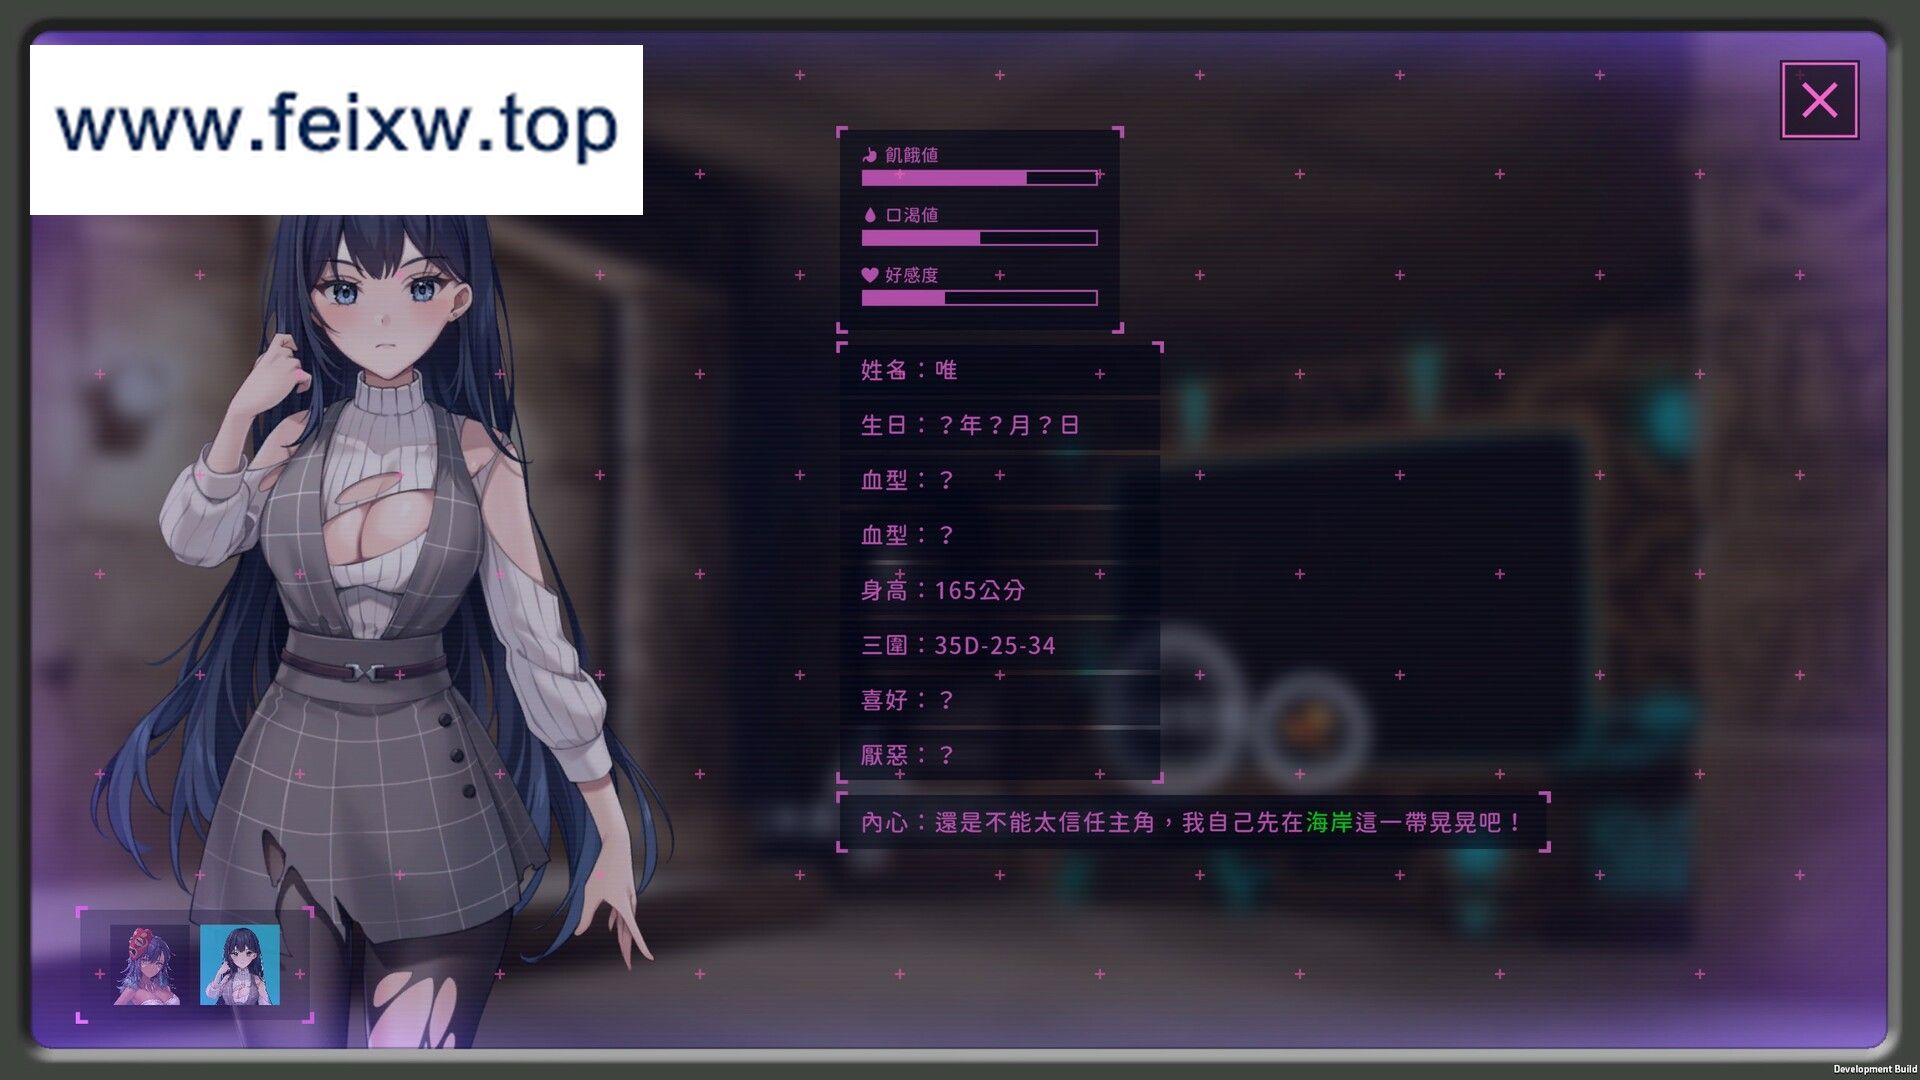 www.feixw.top
飢餓值
口渴值
好感度
姓名：唯
生日：？年？月？日
血型：？
血型：？
身高：165公分
三圍：35D-25-34
喜好：？
厭惡：？
內心：還是不能太信任主角，我自己先在海岸這一帶晃晃吧！
Development Build